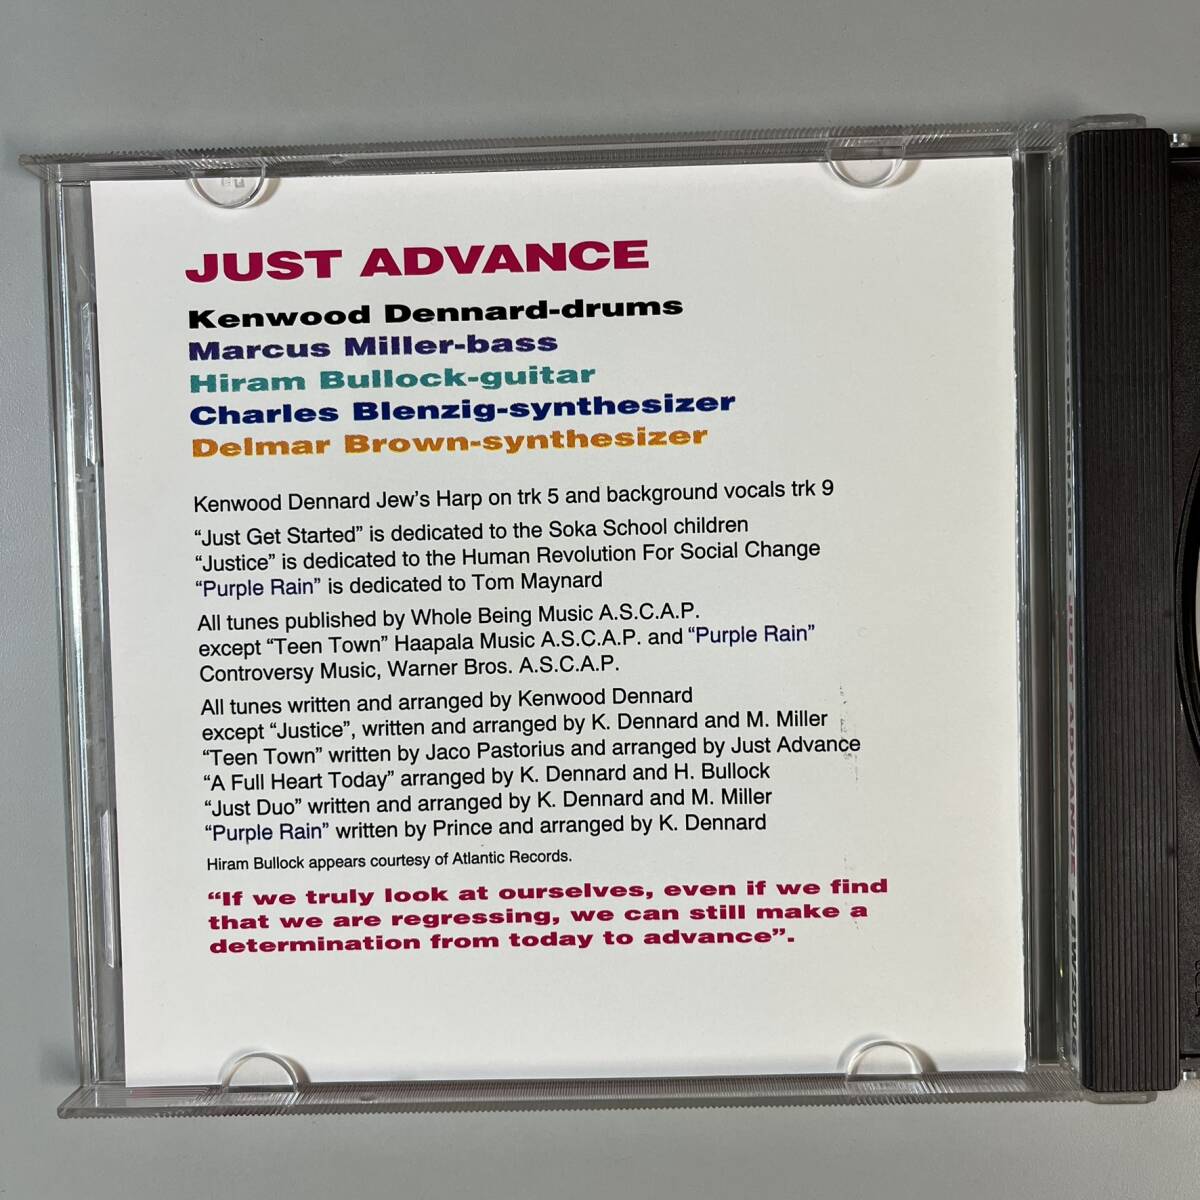 JUST ADVANCE
Kenwood Dennard-drums
Marcus Miller-bass
Hiram Bullock-guitar
Charles Blenzig-synthesizer
Delmar Brown-synthesizer
Kenwood Dennard Jew's Harp on trk 5 and background vocals trk 9
“Just Get Started” is dedicated to the Soka School children
“Justice” is dedicated to the Human Revolution For Social Change
“Purple Rain” is dedicated to Tom Maynard
All tunes published by Whole Being Music A.S.C.A.P.
except “Teen Town” Haapala Music A.S.C.A.P. and “Purple Rain”
Controversy Music, Warner Bros. A.S.C.A.P.
All tunes written and arranged by Kenwood Dennard
except “Justice”, written and arranged by K. Dennard and M. Miller
“Teen Town” written by Jaco Pastorius and arranged by Just Advance
“A Full Heart Today” arranged by K. Dennard and H. Bullock
“Just Duo” written and arranged by K. Dennard and M. Miller
“Purple Rain” written by Prince and arranged by K. Dennard
Hiram Bullock appears courtesy of Atlantic Records.
“If we truly look at ourselves, even if we find
that we are regressing, we can still make a
determination from today to advance”.